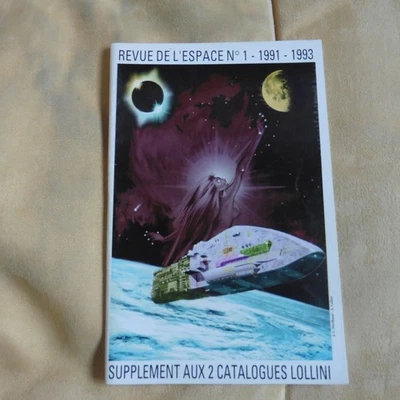 REVUE DE L'ESPACE N° 1 - 1991 - 1993
SUPPLEMENT AUX 2 CATALOGUES LOLLINI